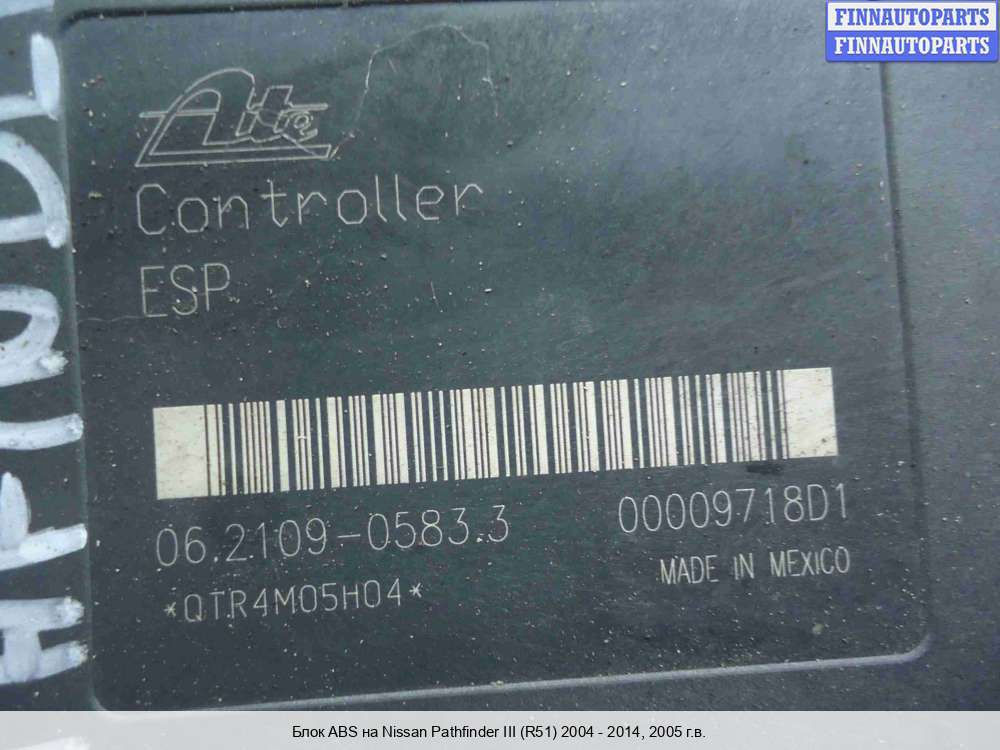 FINNAUTOPARTS
FINNAUTOPARTS
Ate
Controller
ESP
06.2109-0583.3
00009718D1
*QTR4M05H04*
MADE IN MEXICO
Блок ABS на Nissan Pathfinder III (R51) 2004 - 2014, 2005 г.в.